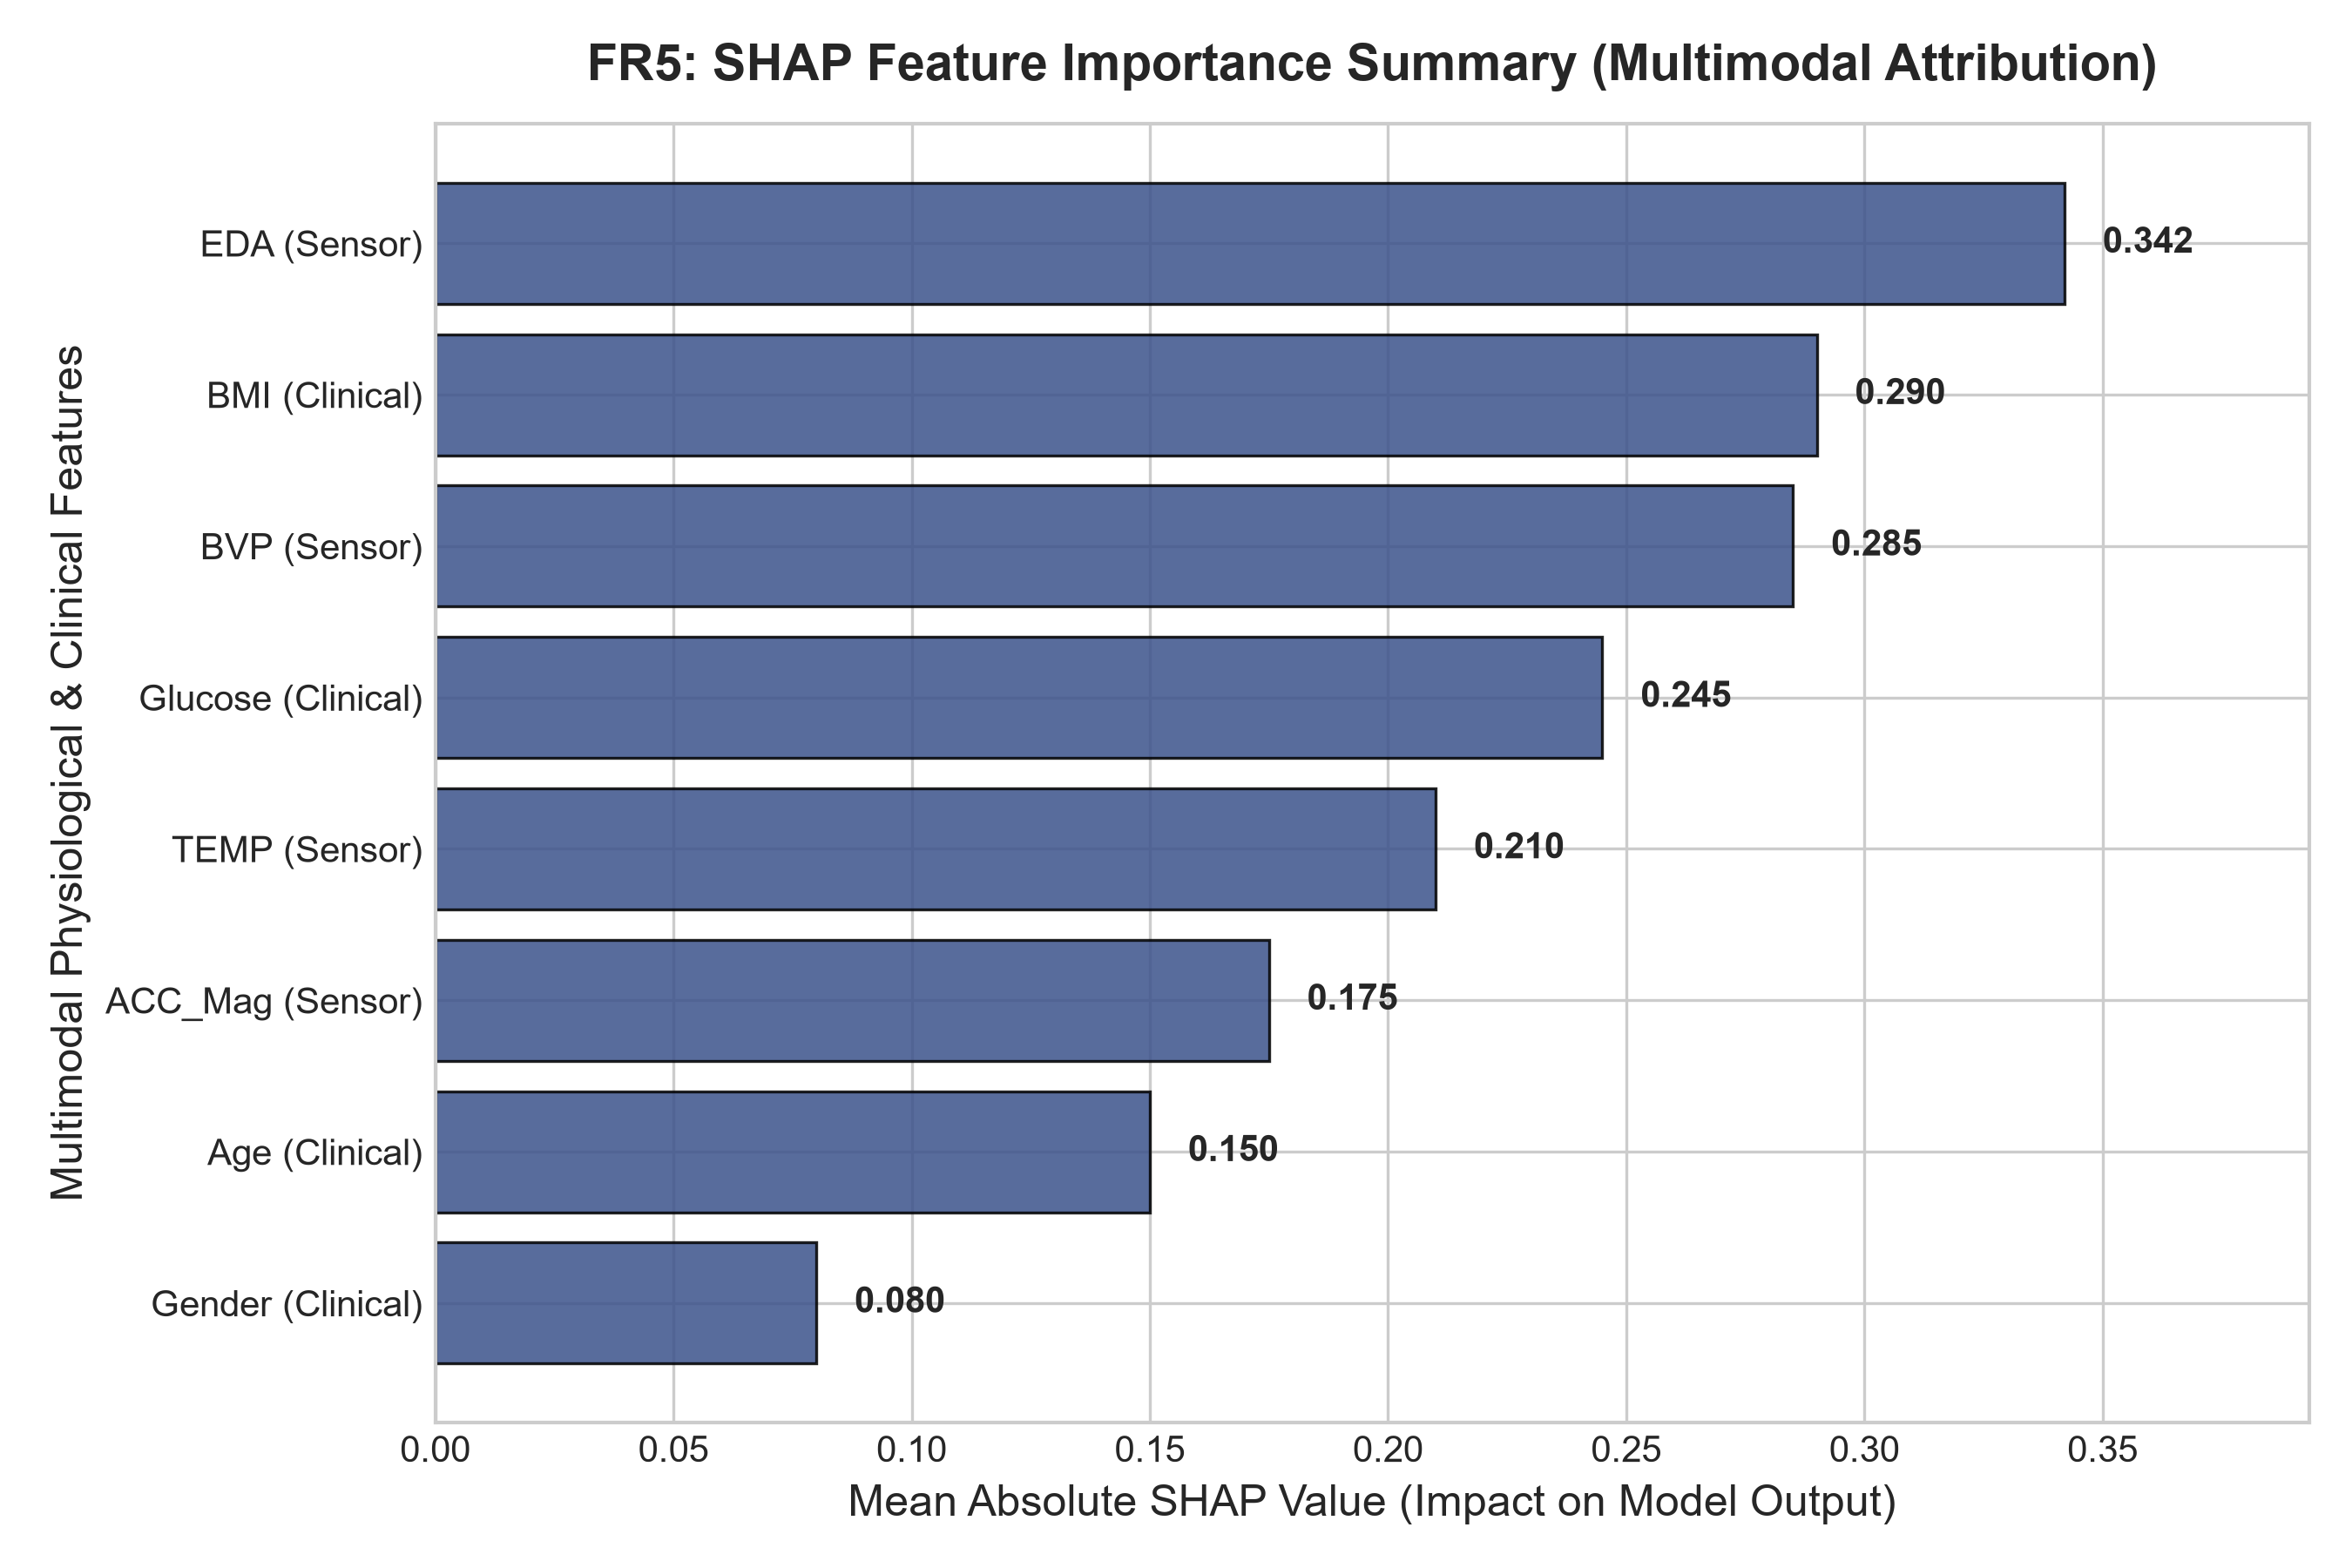 FR5: SHAP Feature Importance Summary (Multimodal Attribution)
Multimodal Physiological & Clinical Features
EDA (Sensor)
0.342
BMI (Clinical)
0.290
BVP (Sensor)
0.285
Glucose (Clinical)
0.245
TEMP (Sensor)
0.210
ACC_Mag (Sensor)
0.175
Age (Clinical)
0.150
Gender (Clinical)
0.080
0.00 0.05 0.10 0.15 0.20 0.25 0.30 0.35
Mean Absolute SHAP Value (Impact on Model Output)